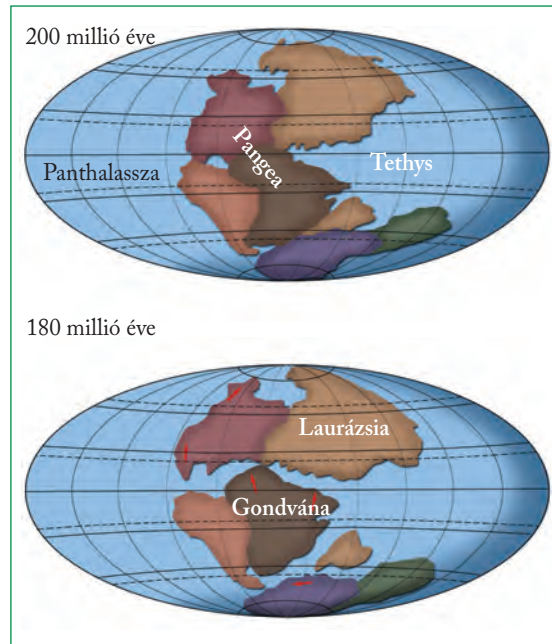 200 millió éve
Pangea
Tethys
Panthalassza
180 millió éve
Laurázsia
Gondvána